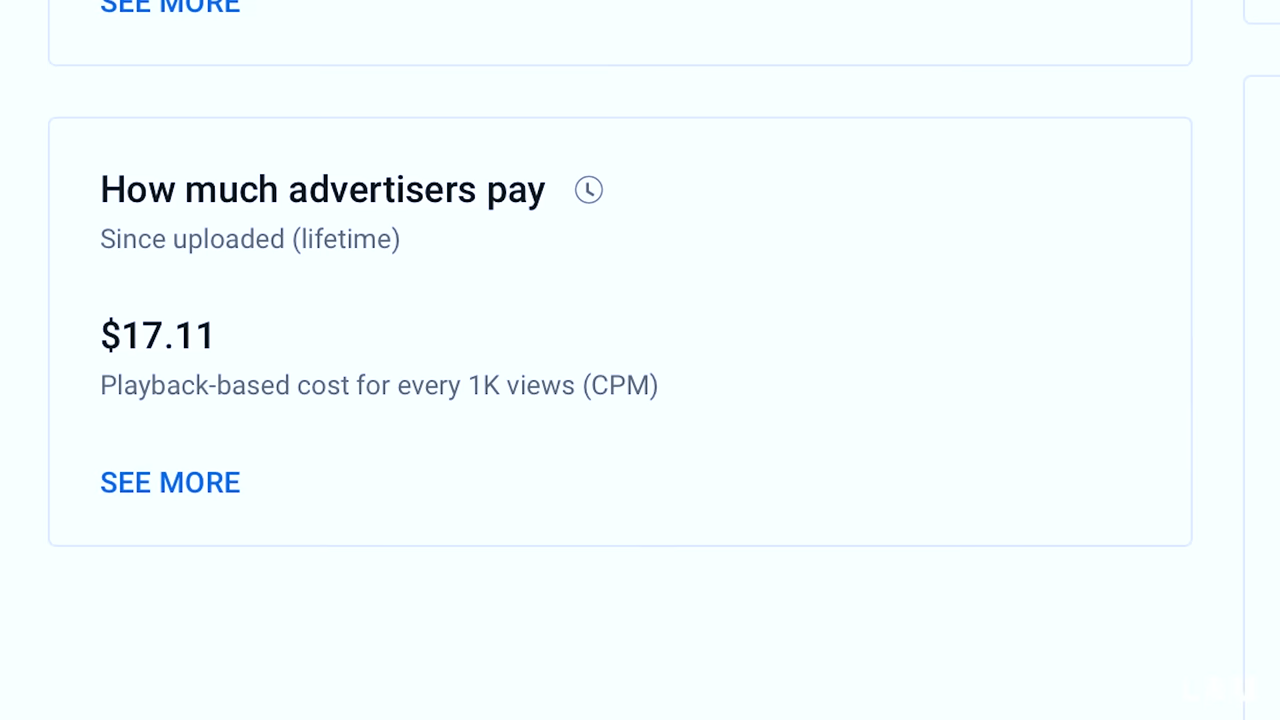 SEE MORE
How much advertisers pay
Since uploaded (lifetime)
$17.11
Playback-based cost for every 1K views (CPM)
SEE MORE